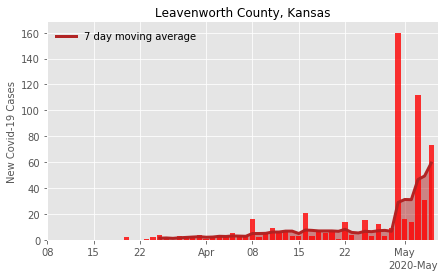 Leavenworth County, Kansas
7 day moving average
New Covid-19 Cases
160
140
120
100
80
60
40
20
0
08 15 22 Apr 08 15 22 May
2020-May